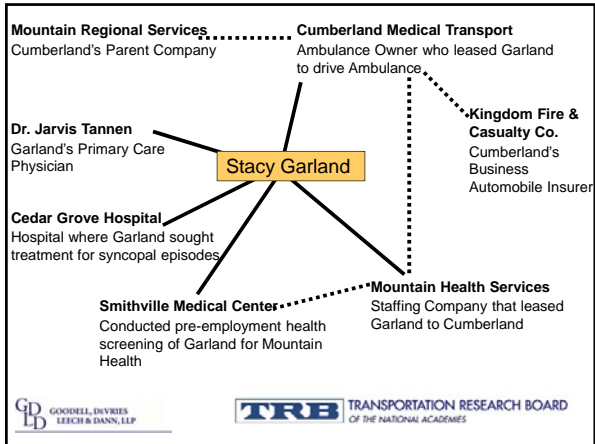 Mountain Regional Services
Cumberland's Parent Company
Cumberland Medical Transport
Ambulance Owner who leased Garland
to drive Ambulance
Kingdom Fire &
Casualty Co.
Cumberland's
Business
Automobile Insurer
Dr. Jarvis Tannen
Garland's Primary Care
Physician
Stacy Garland
Cedar Grove Hospital
Hospital where Garland sought
treatment for syncopal episodes
Mountain Health Services
Staffing Company that leased
Garland to Cumberland
Smithville Medical Center
Conducted pre-employment health
screening of Garland for Mountain
Health
GDLD
GOODELL, DEVRIES
LEECH & DANN, LLP
TRB
TRANSPORTATION RESEARCH BOARD
OF THE NATIONAL ACADEMIES